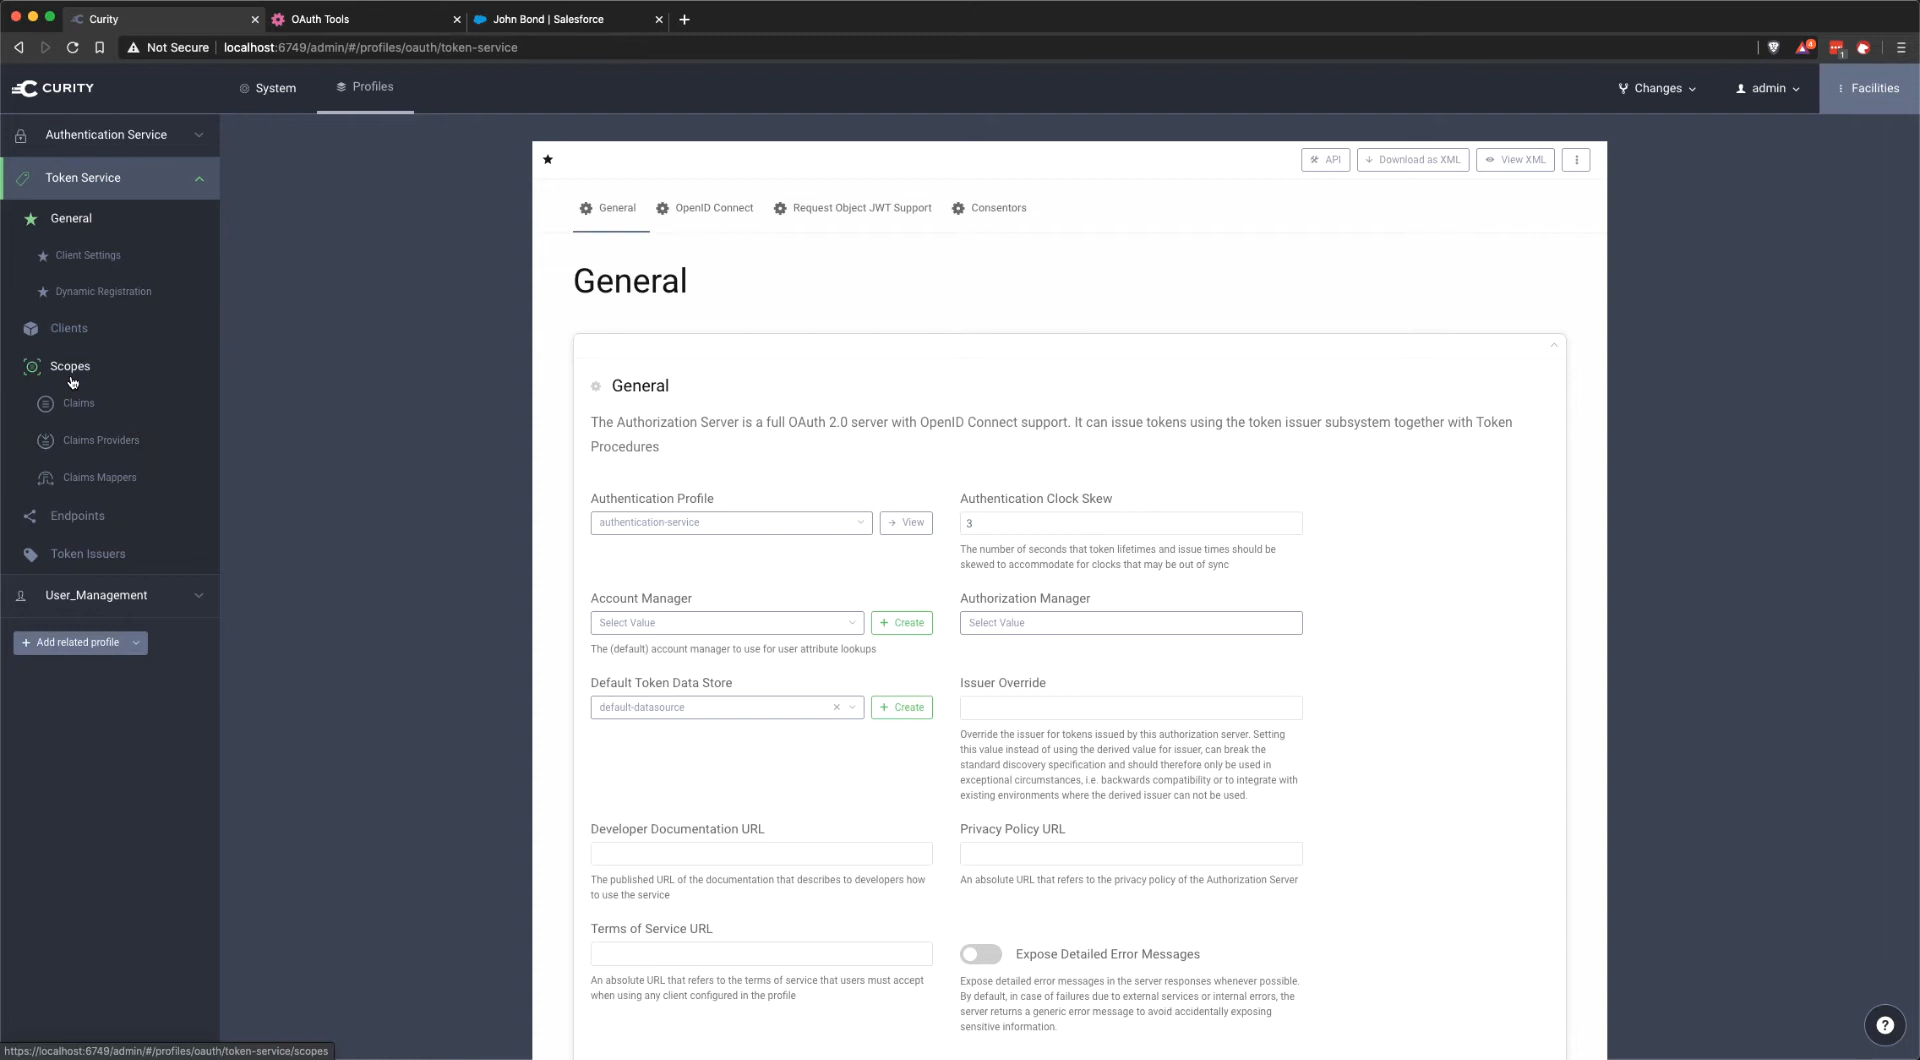 Curity
OAuth Tools
John Bond | Salesforce
Not Secure
localhost:6749/admin/#/profiles/oauth/token-service
4
1
CURITY
System
Profiles
Changes
admin
Facilities
Authentication Service
Token Service
General
Client Settings
Dynamic Registration
Clients
Scopes
Claims
Claims Providers
Claims Mappers
Endpoints
Token Issuers
User_Management
+ Add related profile
API
Download as XML
View XML
General
OpenID Connect
Request Object JWT Support
Consentors
General
General
The Authorization Server is a full OAuth 2.0 server with OpenID Connect support. It can issue tokens using the token issuer subsystem together with Token
Procedures
Authentication Profile
authentication-service
View
Authentication Clock Skew
3
The number of seconds that token lifetimes and issue times should be
skewed to accommodate for clocks that may be out of sync
Account Manager
Select Value
+ Create
The (default) account manager to use for user attribute lookups
Authorization Manager
Select Value
Default Token Data Store
default-datasource
+ Create
Issuer Override
Override the issuer for tokens issued by this authorization server. Setting
this value instead of using the derived value for issuer, can break the
standard discovery specification and should therefore only be used in
exceptional circumstances, i.e. backwards compatibility or to integrate with
existing environments where the derived issuer can not be used.
Developer Documentation URL
The published URL of the documentation that describes to developers how
to use the service
Privacy Policy URL
An absolute URL that refers to the privacy policy of the Authorization Server
Terms of Service URL
An absolute URL that refers to the terms of service that users must accept
when using any client configured in the profile
Expose Detailed Error Messages
Expose detailed error messages in the server responses whenever possible.
By default, in case of failures due to external services or internal errors, the
server returns a generic error message to avoid accidentally exposing
sensitive information.
?
https://localhost:6749/admin/#/profiles/oauth/token-service/scopes